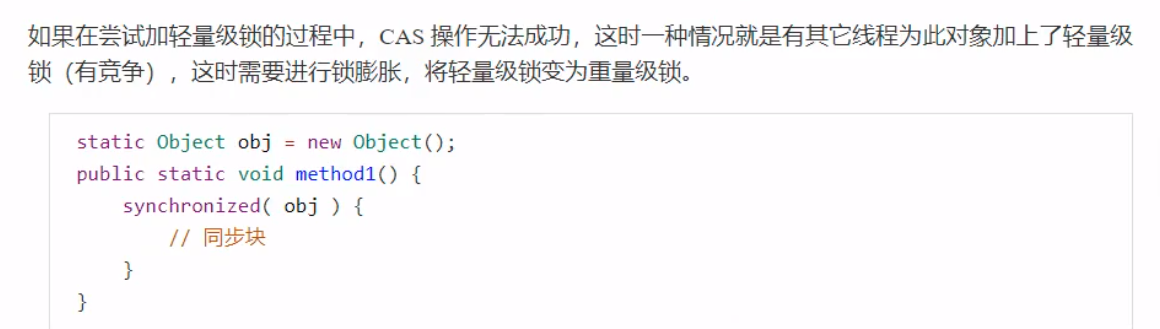 如果在尝试加轻量级锁的过程中，CAS 操作无法成功，这时一种情况就是有其它线程为此对象加上了轻量级
锁（有竞争），这时需要进行锁膨胀，将轻量级锁变为重量级锁。
static Object obj = new Object();
public static void method1() {
    synchronized( obj ) {
        // 同步块
    }
}